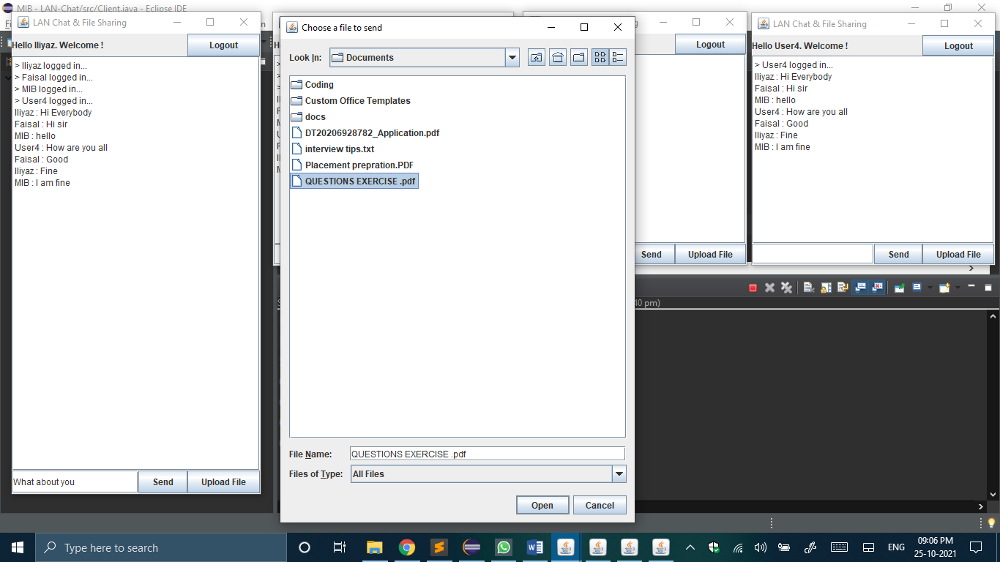 MIB - LAN-Chat/src/Client.java - Eclipse IDE
LAN Chat & File Sharing
Hello Iliyaz. Welcome !
Logout
> Iliyaz logged in...
> Faisal logged in...
> MIB logged in...
> User4 logged in...
Iliyaz : Hi Everybody
Faisal : Hi sir
MIB : hello
User4 : How are you all
Faisal : Good
Iliyaz : Fine
MIB : I am fine
What about you
Send
Upload File
Choose a file to send
Look In:
Documents
Coding
Custom Office Templates
docs
DT20206928782_Application.pdf
interview tips.txt
Placement prepration.PDF
QUESTIONS EXERCISE .pdf
File Name:
QUESTIONS EXERCISE .pdf
Files of Type:
All Files
Open
Cancel
Logout
Send
Upload File
LAN Chat & File Sharing
Hello User4. Welcome !
Logout
> User4 logged in...
Iliyaz : Hi Everybody
Faisal : Hi sir
MIB : hello
User4 : How are you all
Faisal : Good
Iliyaz : Fine
MIB : I am fine
Send
Upload File
40 pm)
Type here to search
ENG
09:06 PM
25-10-2021